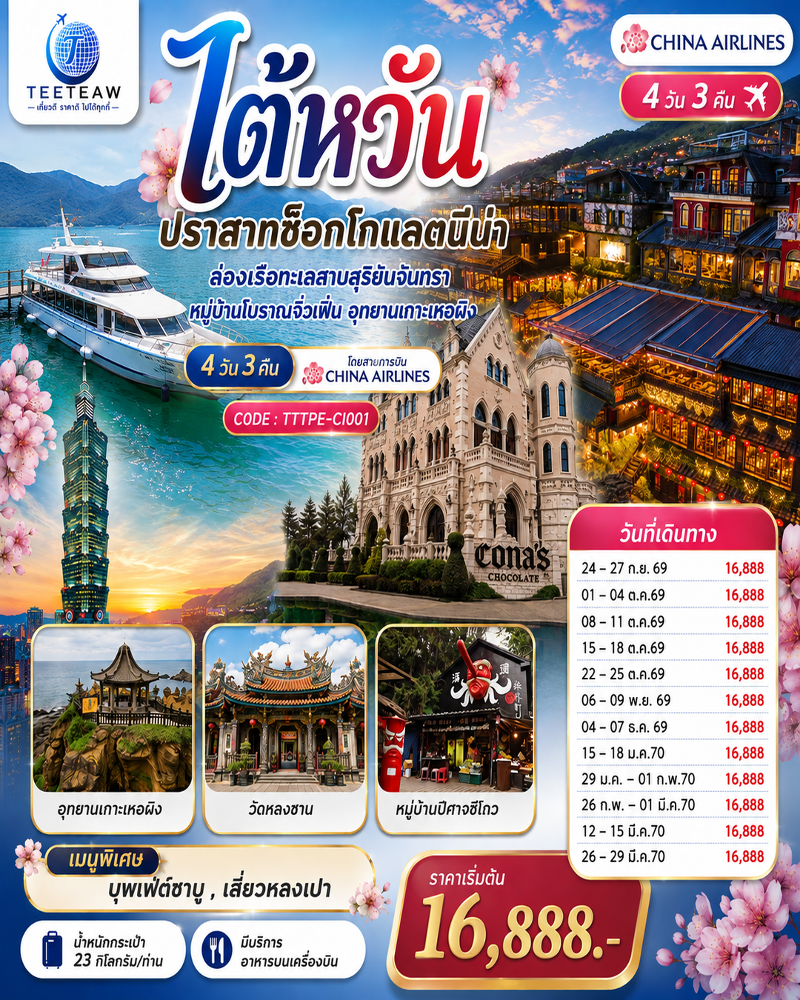 TEETEAW
เที่ยวดี ราคาดี ไปได้ทุกที่
CHINA AIRLINES
4 วัน 3 คืน
ไต้หวัน
ปราสาทช็อกโกแลตนีน่า
ล่องเรือทะเลสาบสุริยันจันทรา
หมู่บ้านโบราณจิ่วเฟิ่น อุทยานเกาะเหอผิง
4 วัน 3 คืน
โดยสายการบิน
CHINA AIRLINES
CODE : TTTPE-CI001
Cona's
CHOCOLATE
วันที่เดินทาง
24 – 27 ก.ย. 69 16,888
01 – 04 ต.ค.69 16,888
08 – 11 ต.ค.69 16,888
15 – 18 ต.ค.69 16,888
22 – 25 ต.ค.69 16,888
06 – 09 พ.ย. 69 16,888
04 – 07 ธ.ค. 69 16,888
15 – 18 ม.ค.70 16,888
29 ม.ค. – 01 ก.พ.70 16,888
26 ก.พ. – 01 มี.ค.70 16,888
12 – 15 มี.ค.70 16,888
26 – 29 มี.ค.70 16,888
อุทยานเกาะเหอผิง
วัดหลงซาน
หมู่บ้านปีศาจซีโถว
เมนูพิเศษ
บุพเฟ่ต์ชาบู , เสี่ยวหลงเปา
น้ำหนักกระเป๋า
23 กิโลกรัม/ท่าน
มีบริการ
อาหารบนเครื่องบิน
ราคาเริ่มต้น
16,888.-